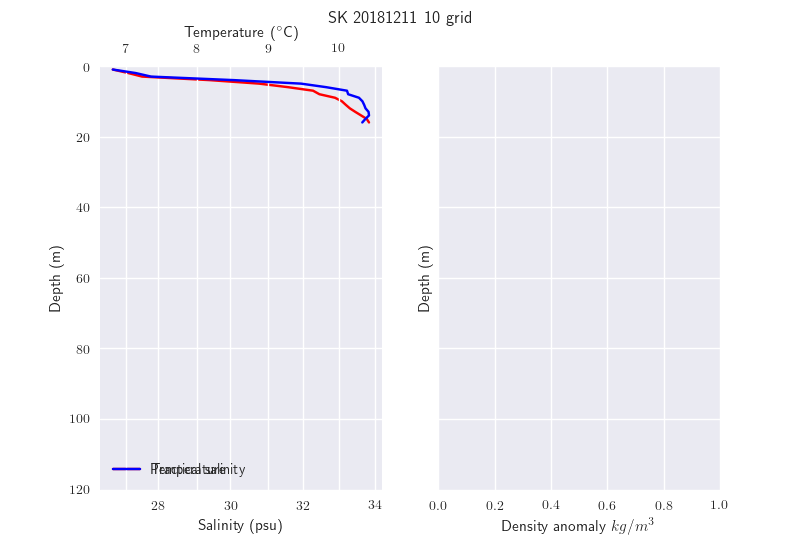 SK 20181211 10 grid
Temperature (°C)
7 8 9 10
0
20
40
60
80
100
120
Depth (m)
Depth (m)
28 30 32 34
Salinity (psu)
0.0 0.2 0.4 0.6 0.8 1.0
Density anomaly kg/m³